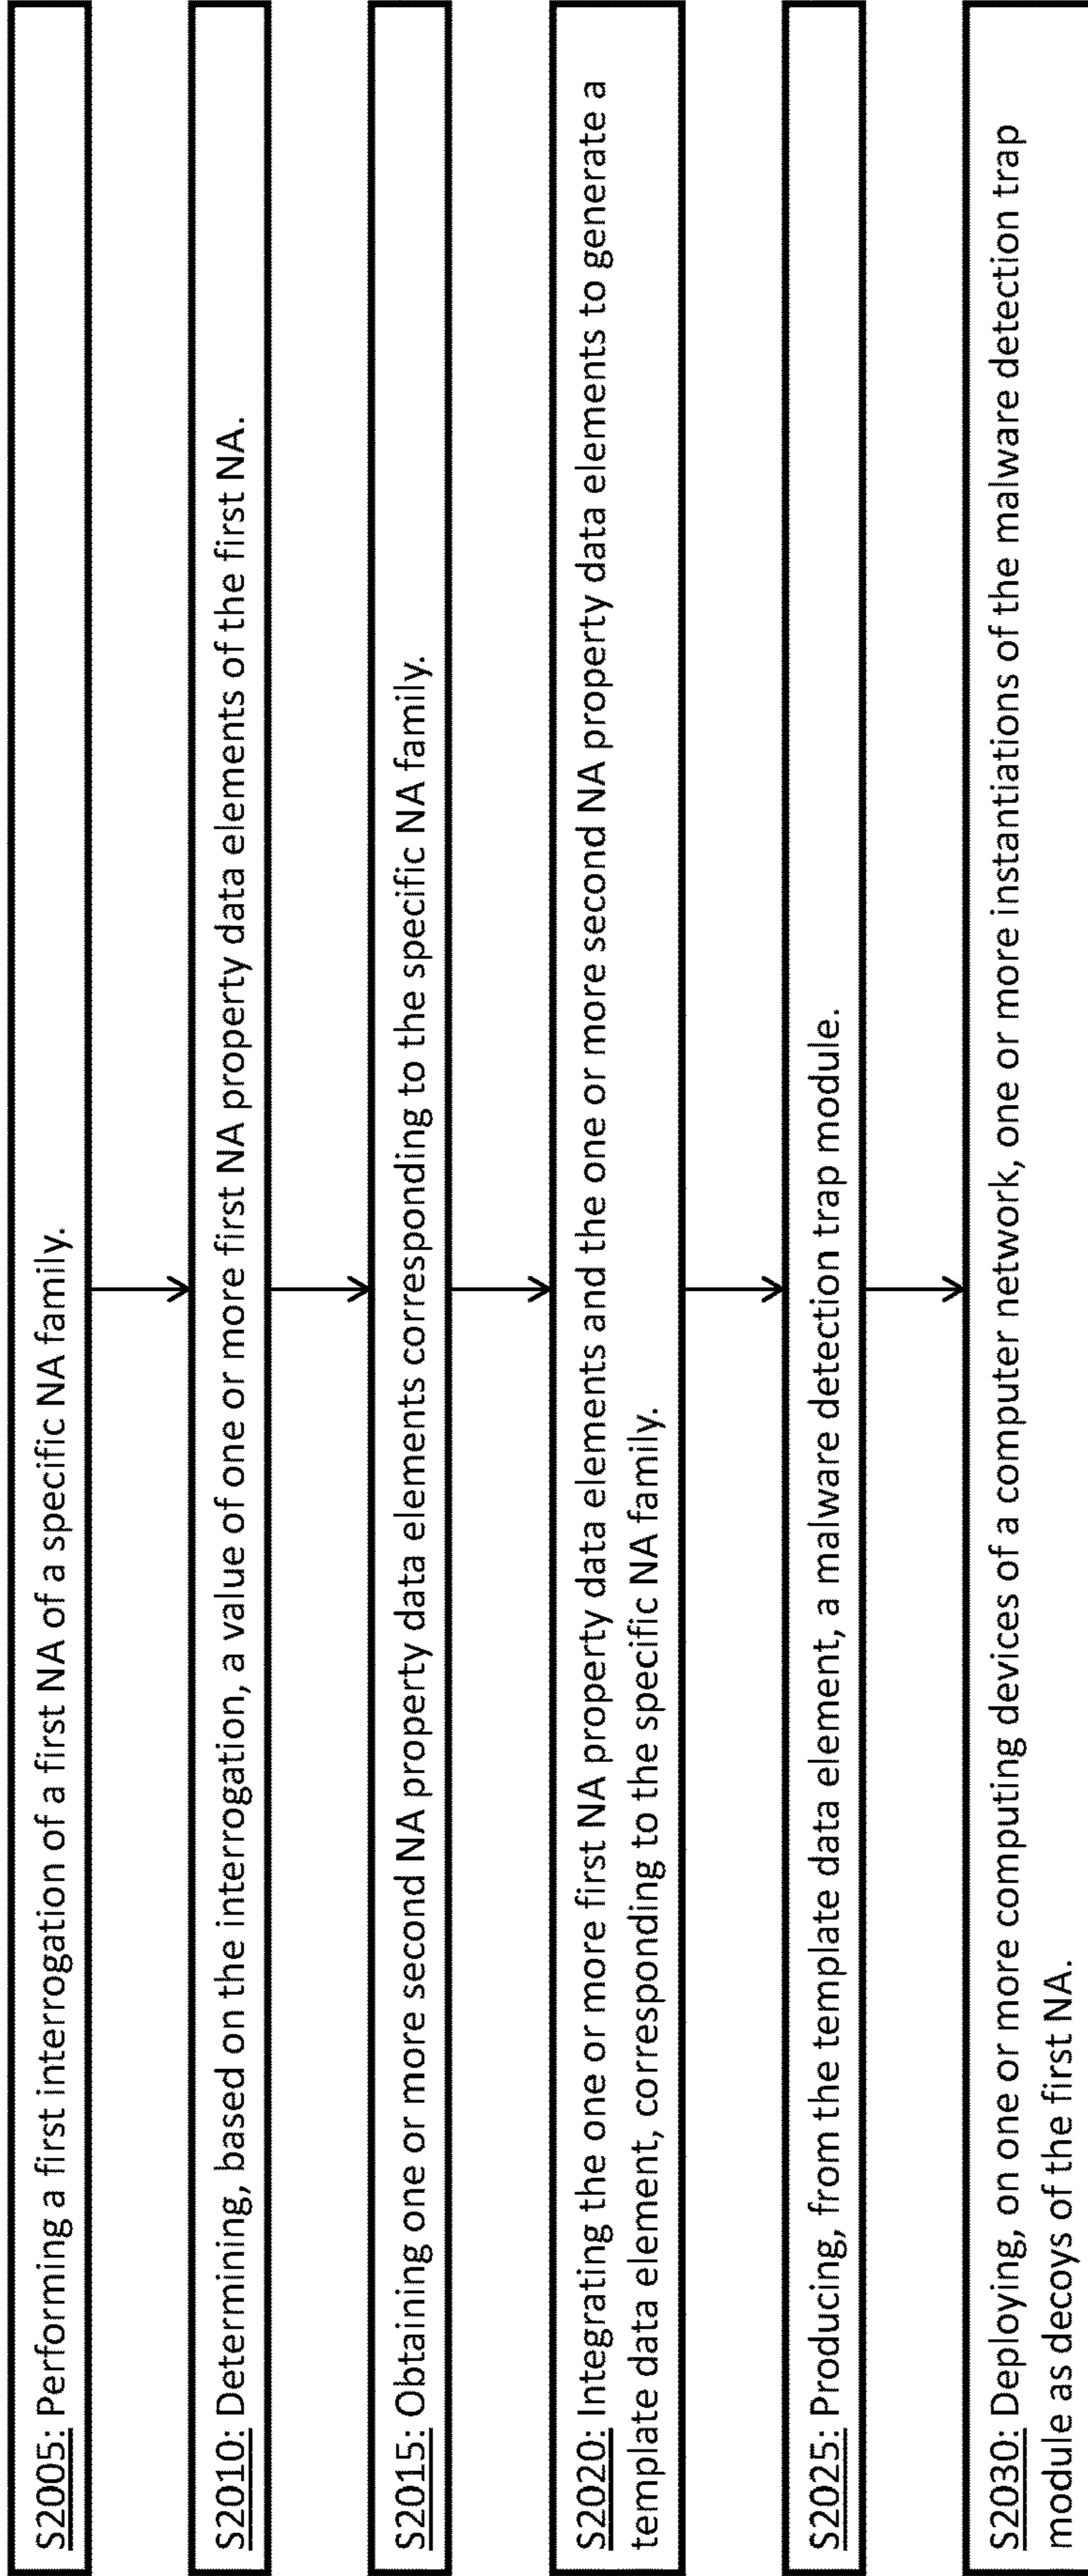 S2005: Performing a first interrogation of a first NA of a specific NA family.
S2010: Determining, based on the interrogation, a value of one or more first NA property data elements of the first NA.
S2015: Obtaining one or more second NA property data elements corresponding to the specific NA family.
S2020: Integrating the one or more first NA property data elements and the one or more second NA property data elements to generate a
template data element, corresponding to the specific NA family.
S2025: Producing, from the template data element, a malware detection trap module.
S2030: Deploying, on one or more computing devices of a computer network, one or more instantiations of the malware detection trap
module as decoys of the first NA.